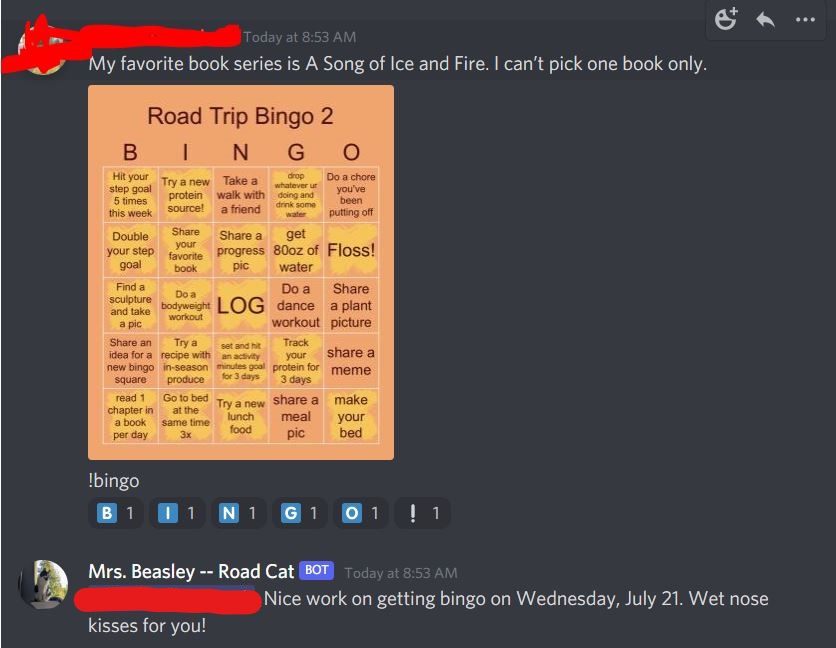 Today at 8:53 AM
My favorite book series is A Song of Ice and Fire. I can't pick one book only.
Road Trip Bingo 2
B I N G O
Hit your
step goal
5 times
this week
Try a new
protein
source!
Take a
walk with
a friend
drop
whatever ur
doing and
drink some
water
Do a chore
you've
been
putting off
Double
your step
goal
Share
your
favorite
book
Share a
progress
pic
get
80oz of
water
Floss!
Find a
sculpture
and take
a pic
Do a
bodyweight
workout
LOG
Do a
dance
workout
Share
a plant
picture
Share an
idea for a
new bingo
square
Try a
recipe with
in-season
produce
set and hit
an activity
minutes goal
for 3 days
Track
your
protein for
3 days
share a
meme
read 1
chapter in
a book
per day
Go to bed
at the
same time
3x
Try a new
lunch
food
share a
meal
pic
make
your
bed
!bingo
B 1 I 1 N 1 G 1 O 1 ! 1
Mrs. Beasley -- Road Cat BOT Today at 8:53 AM
Nice work on getting bingo on Wednesday, July 21. Wet nose
kisses for you!